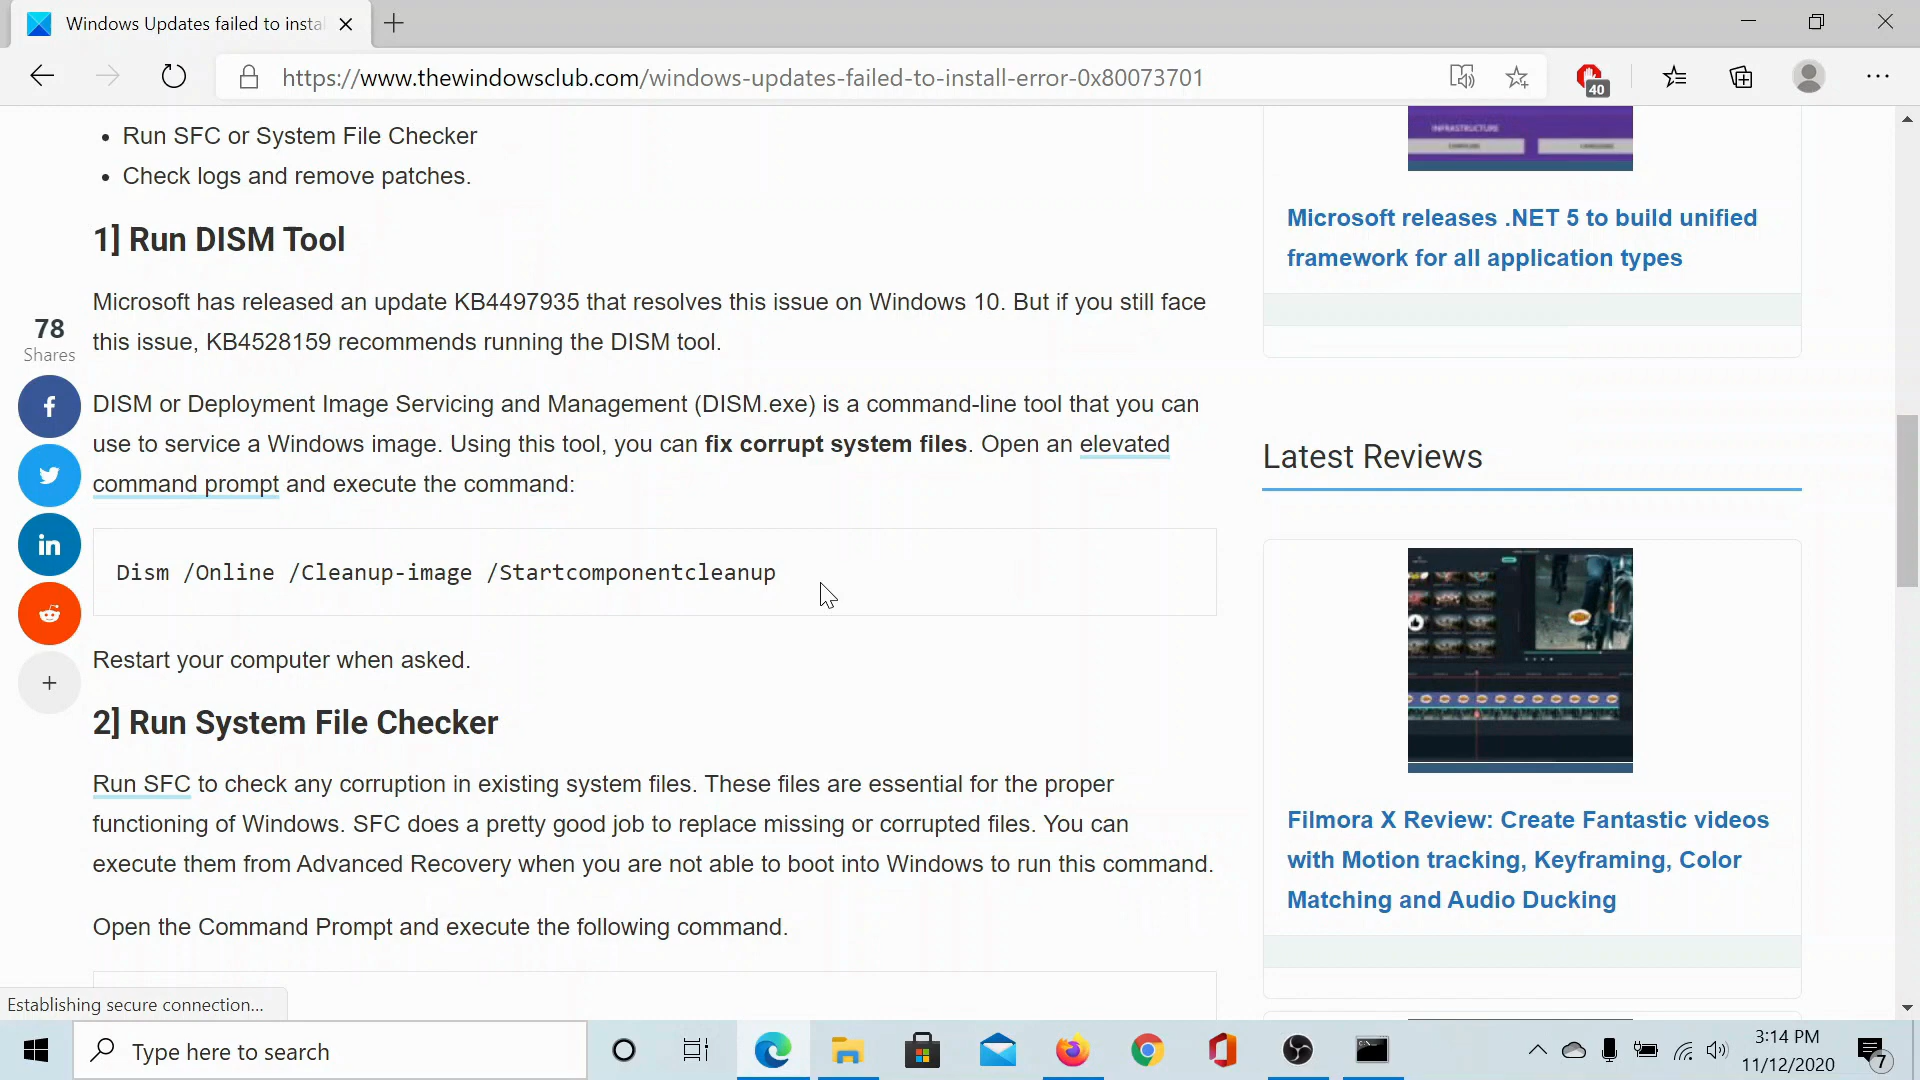 Windows Updates failed to insta
https://www.thewindowsclub.com/windows-updates-failed-to-install-error-0x80073701
40
• Run SFC or System File Checker
• Check logs and remove patches.
1] Run DISM Tool
Microsoft has released an update KB4497935 that resolves this issue on Windows 10. But if you still face
this issue, KB4528159 recommends running the DISM tool.
DISM or Deployment Image Servicing and Management (DISM.exe) is a command-line tool that you can
use to service a Windows image. Using this tool, you can fix corrupt system files. Open an elevated
command prompt and execute the command:
Dism /Online /Cleanup-image /Startcomponentcleanup
Restart your computer when asked.
2] Run System File Checker
Run SFC to check any corruption in existing system files. These files are essential for the proper
functioning of Windows. SFC does a pretty good job to replace missing or corrupted files. You can
execute them from Advanced Recovery when you are not able to boot into Windows to run this command.
Open the Command Prompt and execute the following command.
78
Shares
INFRASTRUCTURE
Microsoft releases .NET 5 to build unified
framework for all application types
Latest Reviews
Filmora X Review: Create Fantastic videos
with Motion tracking, Keyframing, Color
Matching and Audio Ducking
Establishing secure connection...
Type here to search
3:14 PM
11/12/2020
7